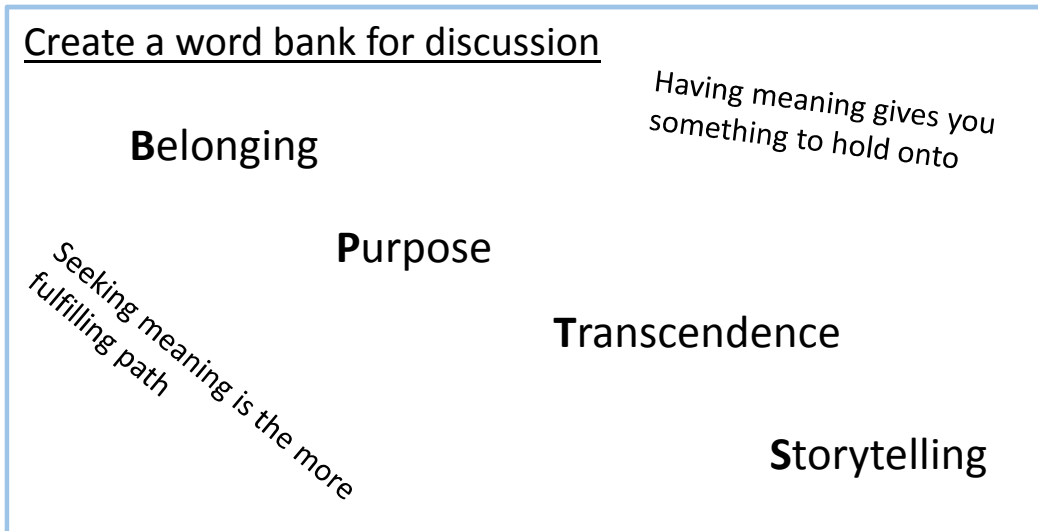 Create a word bank for discussion
Having meaning gives you
something to hold onto
Belonging
Purpose
Seeking meaning is the more
fulfilling path
Transcendence
Storytelling